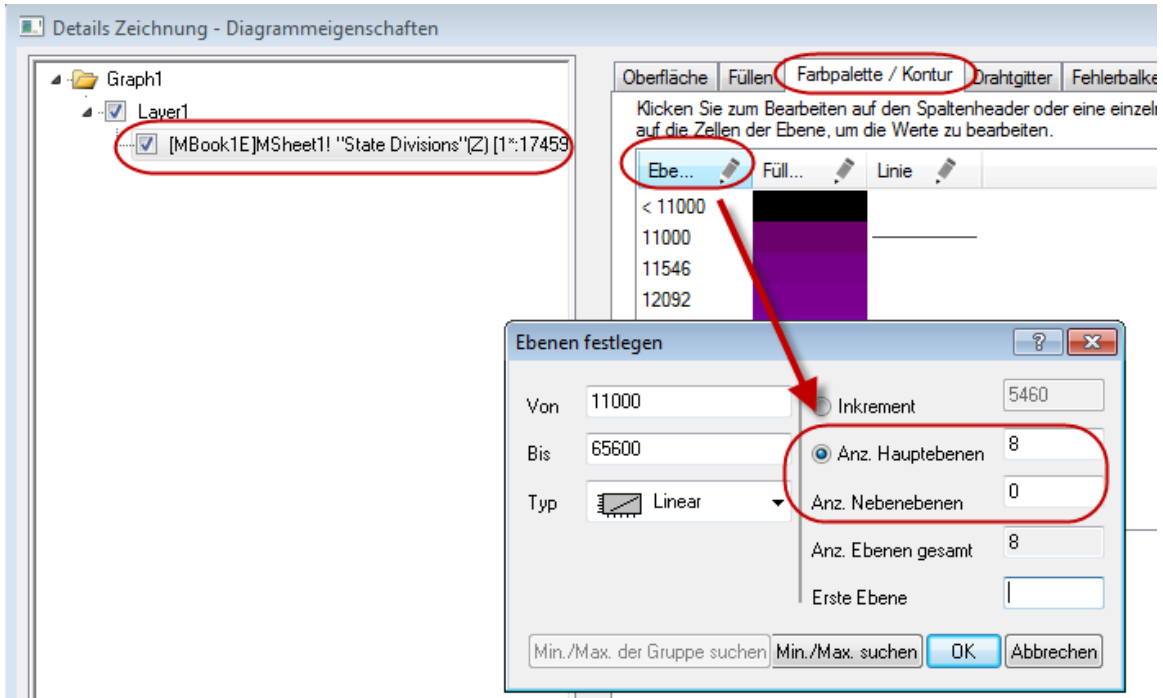 Details Zeichnung - Diagrammeigenschaften
Graph1
Layer1
[MBook1E]MSheet1! "State Divisions"(Z) [1*:17459
Oberfläche Füllen Farbpalette / Kontur Drahtgitter Fehlerbalke
Klicken Sie zum Bearbeiten auf den Spaltenheader oder eine einzeln
auf die Zellen der Ebene, um die Werte zu bearbeiten.
Ebe... Füll... Linie
< 11000
11000
11546
12092
Ebenen festlegen
Von 11000
Bis 65600
Typ Linear
Inkrement 5460
Anz. Hauptebenen 8
Anz. Nebenebenen 0
Anz. Ebenen gesamt 8
Erste Ebene
Min./Max. der Gruppe suchen Min./Max. suchen OK Abbrechen